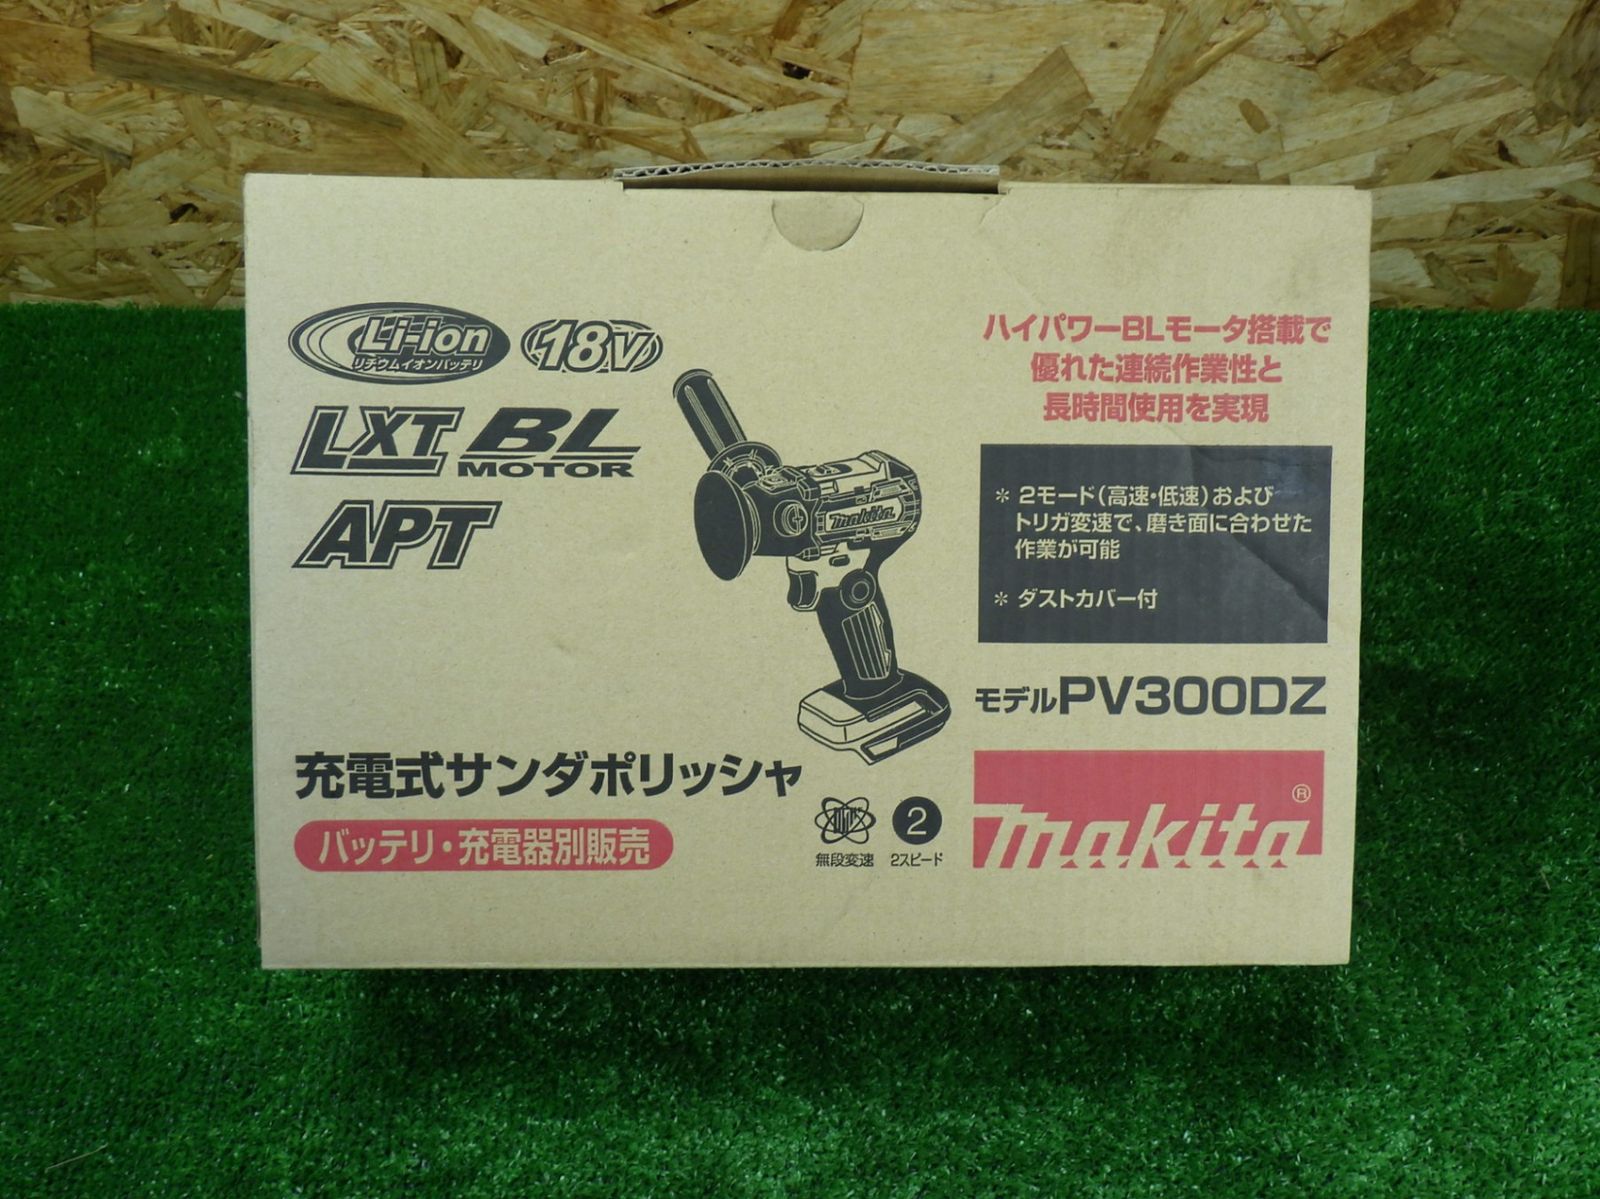 Li-ion
リチウムイオンバッテリ
18V
LXT
BL
MOTOR
APT
makita
ハイパワーBLモータ搭載で
優れた連続作業性と
長時間使用を実現
＊ 2モード(高速・低速)および
トリガ変速で、磨き面に合わせた
作業が可能
＊ ダストカバー付
モデルPV300DZ
充電式サンダポリッシャ
バッテリ・充電器別販売
無段変速
2
2スピード
makita®